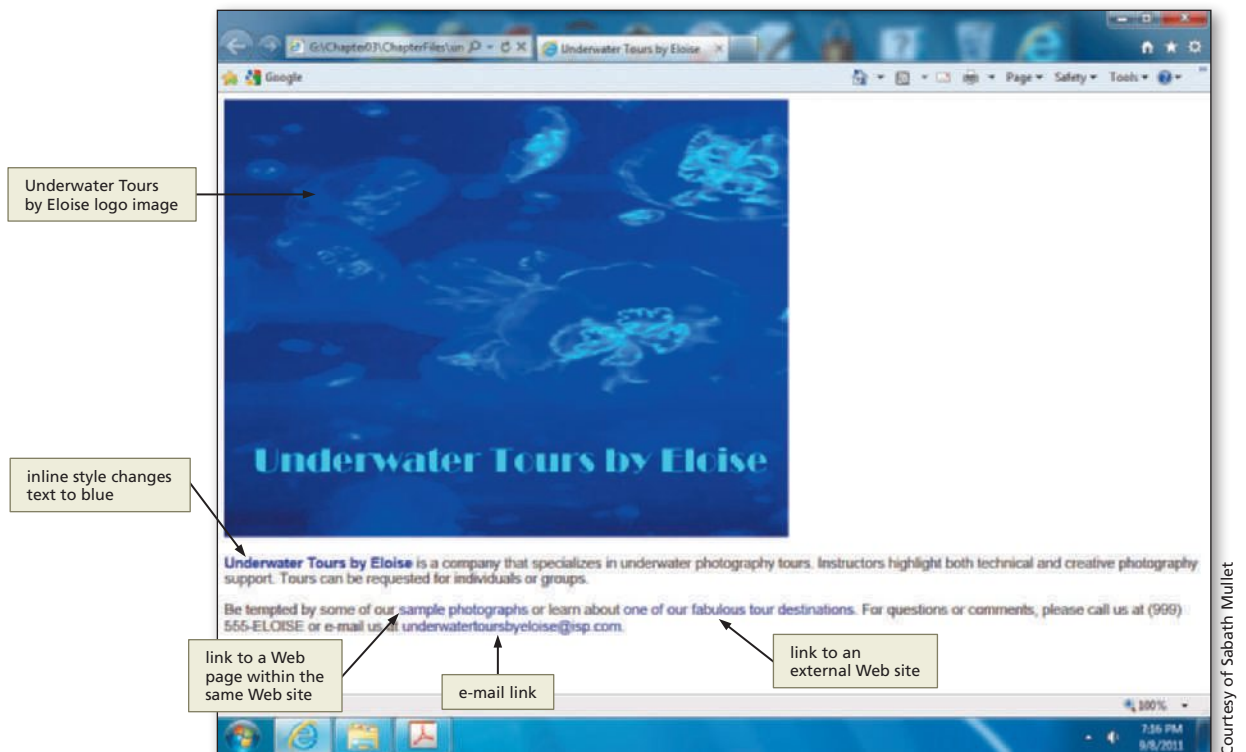 G:\Chapter03\ChapterFiles\un
Underwater Tours by Eloise
Google
Page Safety Tools
Underwater Tours
by Eloise logo image
Underwater Tours by Eloise
inline style changes
text to blue
Underwater Tours by Eloise is a company that specializes in underwater photography tours. Instructors highlight both technical and creative photography
support. Tours can be requested for individuals or groups.
Be tempted by some of our sample photographs or learn about one of our fabulous tour destinations. For questions or comments, please call us at (999)
555-ELOISE or e-mail us at underwatertoursbyeloise@isp.com.
link to a Web
page within the
same Web site
e-mail link
link to an
external Web site
100%
7:16 PM
9/8/2011
Courtesy of Sabath Mullet